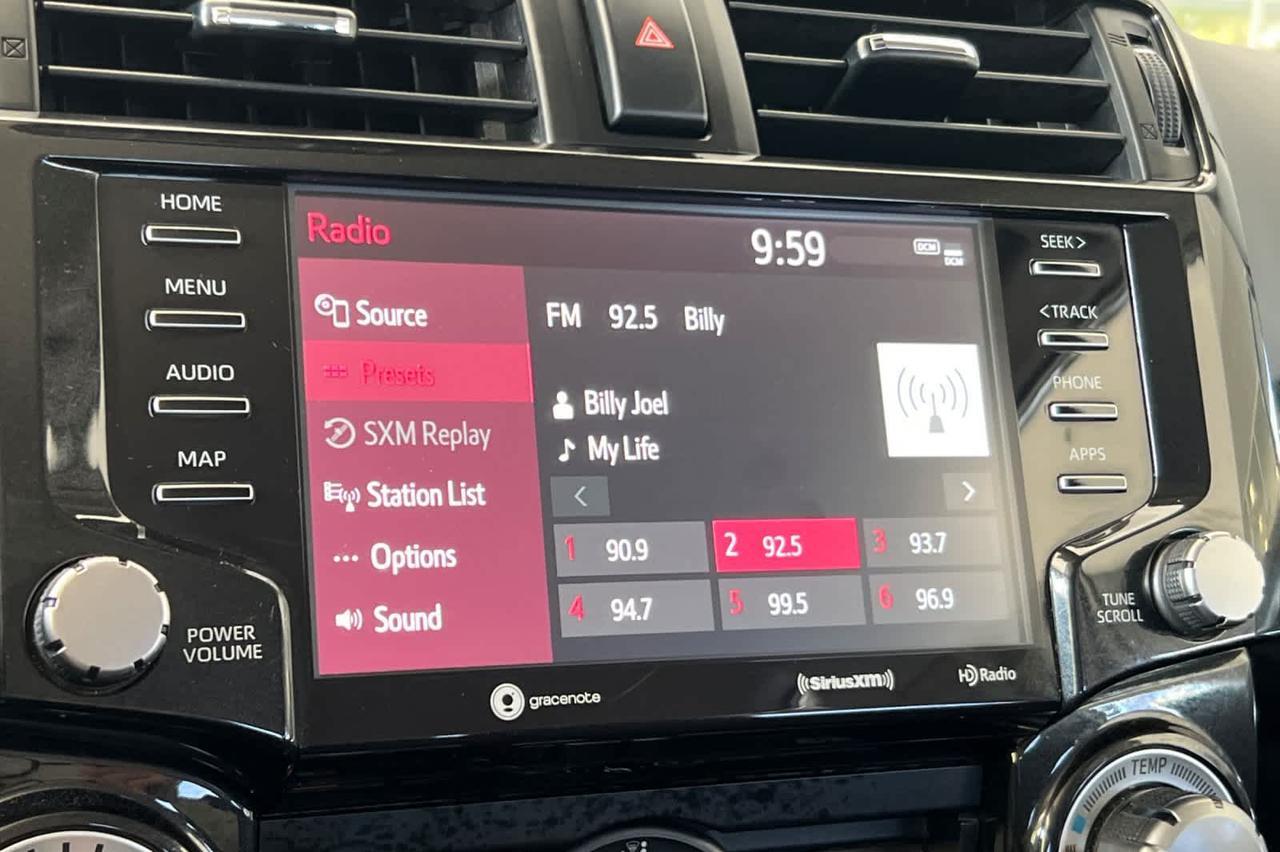 HOME
MENU
AUDIO
MAP
POWER
VOLUME
Radio
9:59
DCM
DCM
Source
Presets
SXM Replay
Station List
Options
Sound
FM 92.5 Billy
Billy Joel
My Life
1 90.9
2 92.5
3 93.7
4 94.7
5 99.5
6 96.9
gracenote
SiriusXM
HD Radio
SEEK>
<TRACK
PHONE
APPS
TUNE
SCROLL
TEMP